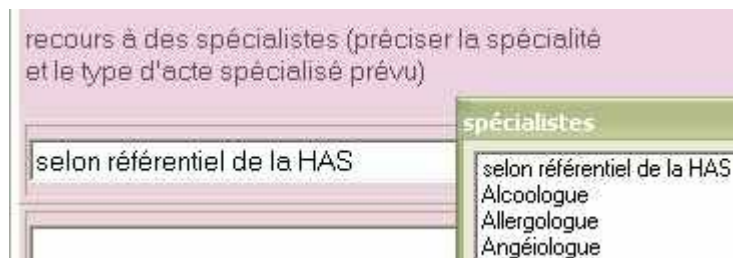 recours à des spécialistes (préciser la spécialité
et le type d'acte spécialisé prévu)
selon référentiel de la HAS
spécialistes
selon référentiel de la HAS
Alcoologue
Allergologue
Angéiologue